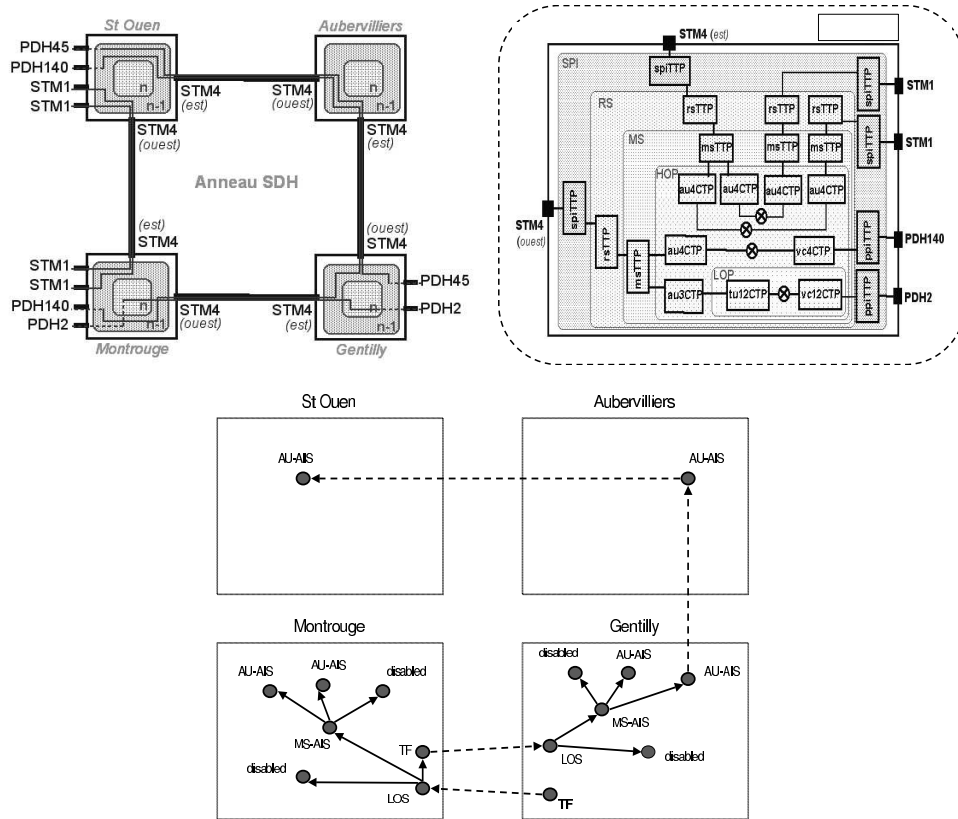 St Ouen
Aubervilliers
PDH45
PDH140
STM1
STM1
n
n-1
STM4
(est)
STM4
(ouest)
n
n-1
STM4
(ouest)
STM4
(est)
Anneau SDH
(est)
STM4
(ouest)
STM4
STM1
STM1
PDH140
PDH2
n
n-1
STM4
(ouest)
STM4
(est)
n
n-1
PDH45
PDH2
Montrouge
Gentilly
STM4 (est)
SPI
spiTTP
spiTTP
STM1
RS
rsTTP
rsTTP
rsTTP
spiTTP
STM1
MS
msTTP
msTTP
msTTP
HOP
au4CTP
au4CTP
au4CTP
au4CTP
spiTTP
STM4
(ouest)
rsTTP
msTTP
au4CTP
vc4CTP
ppiTTP
PDH140
LOP
au3CTP
tu12CTP
vc12CTP
ppiTTP
PDH2
St Ouen
Aubervilliers
AU-AIS
AU-AIS
Montrouge
Gentilly
AU-AIS
AU-AIS
disabled
MS-AIS
disabled
TF
LOS
disabled
AU-AIS
AU-AIS
MS-AIS
LOS
disabled
TF